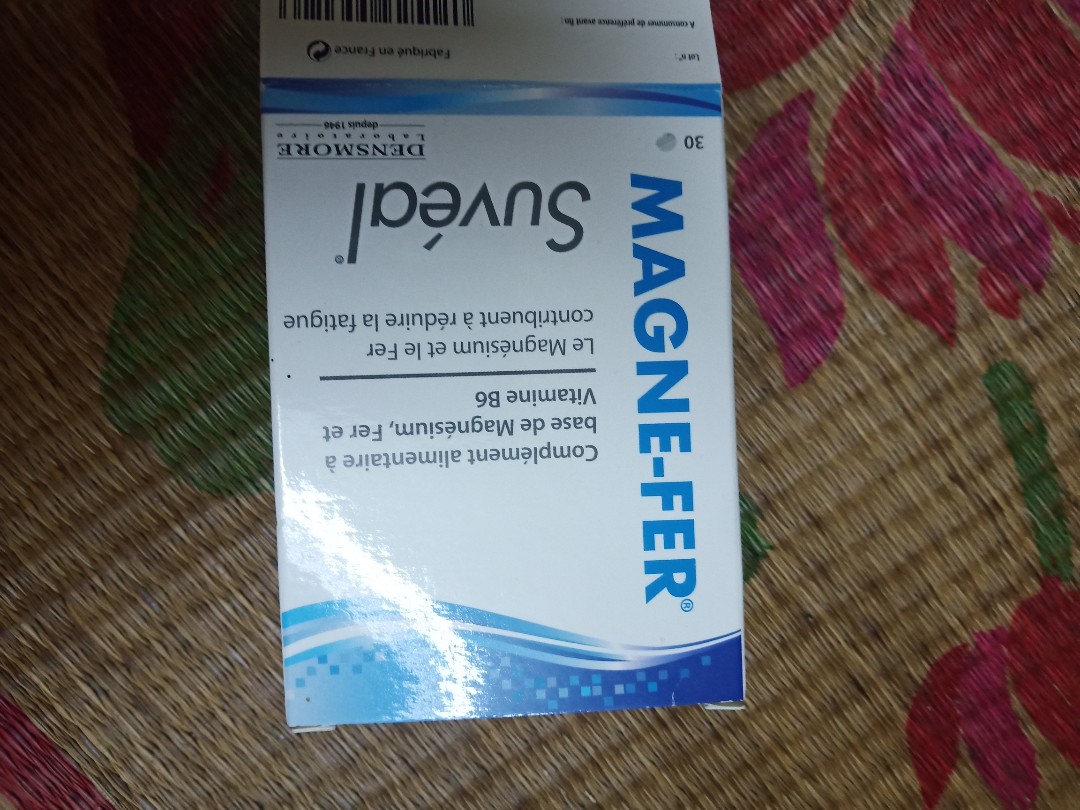 Lot n° :
À consommer de préférence avant fin :
Fabriqué en France
30
DENSMORE
Laboratoire
depuis 1946
MAGNE-FER®
Suvéal®
Le Magnésium et le Fer
contribuent à réduire la fatigue
Complément alimentaire à
base de Magnésium, Fer et
Vitamine B6